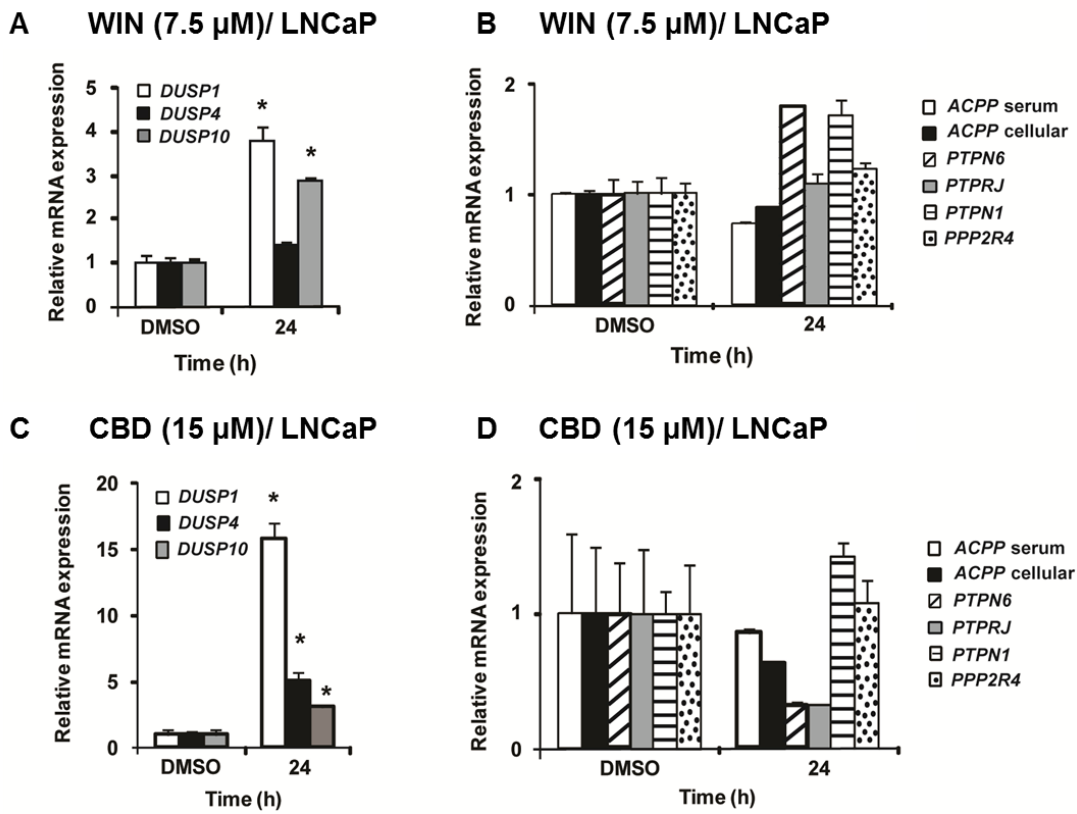 A WIN (7.5 µM)/ LNCaP
Relative mRNA expression
5
4
3
2
1
0
DUSP1
DUSP4
DUSP10
*
*
DMSO 24
Time (h)
B WIN (7.5 µM)/ LNCaP
Relative mRNA expression
2
1
0
DMSO 24
Time (h)
ACPP serum
ACPP cellular
PTPN6
PTPRJ
PTPN1
PPP2R4
C CBD (15 µM)/ LNCaP
Relative mRNA expression
20
15
10
5
0
DUSP1
DUSP4
DUSP10
*
*
*
DMSO 24
Time (h)
D CBD (15 µM)/ LNCaP
Relative mRNA expression
2
1
0
DMSO 24
Time (h)
ACPP serum
ACPP cellular
PTPN6
PTPRJ
PTPN1
PPP2R4